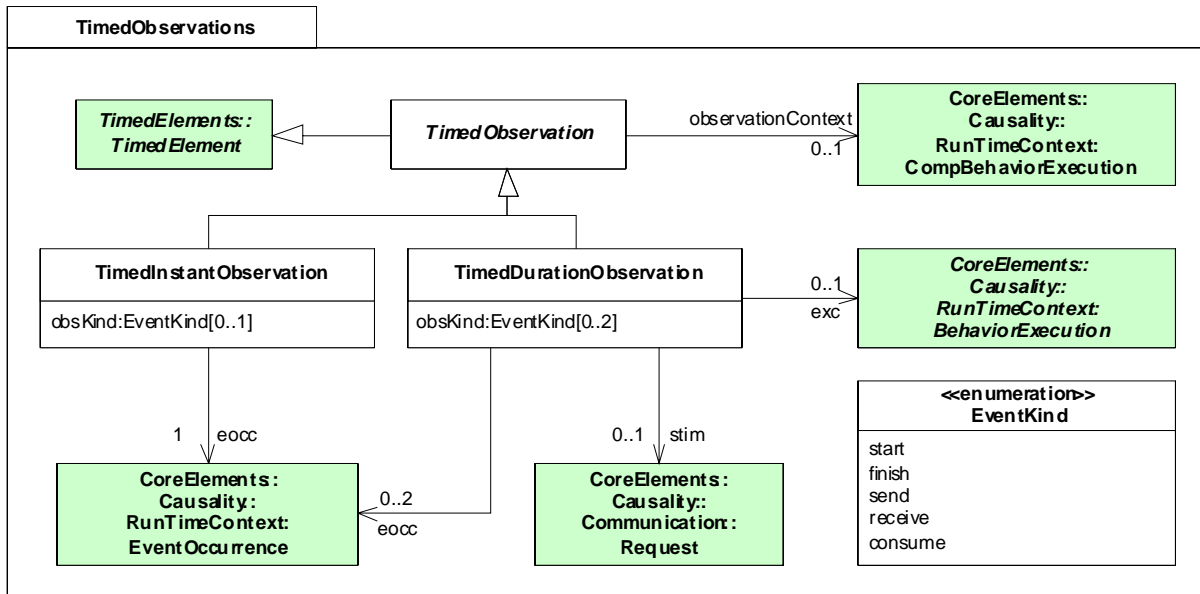 TimedObservations
TimedElements::
TimedElement
TimedObservation
observationContext
0..1
CoreElements::
Causality::
RunTimeContext:
CompBehaviorExecution
TimedInstantObservation
obsKind:EventKind[0..1]
TimedDurationObservation
obsKind:EventKind[0..2]
0..1
exc
CoreElements::
Causality::
RunTimeContext:
BehaviorExecution
1
eocc
0..1
stim
<<enumeration>>
EventKind
start
finish
send
receive
consume
CoreElements::
Causality::
RunTimeContext:
EventOccurrence
0..2
eocc
CoreElements::
Causality::
Communication::
Request